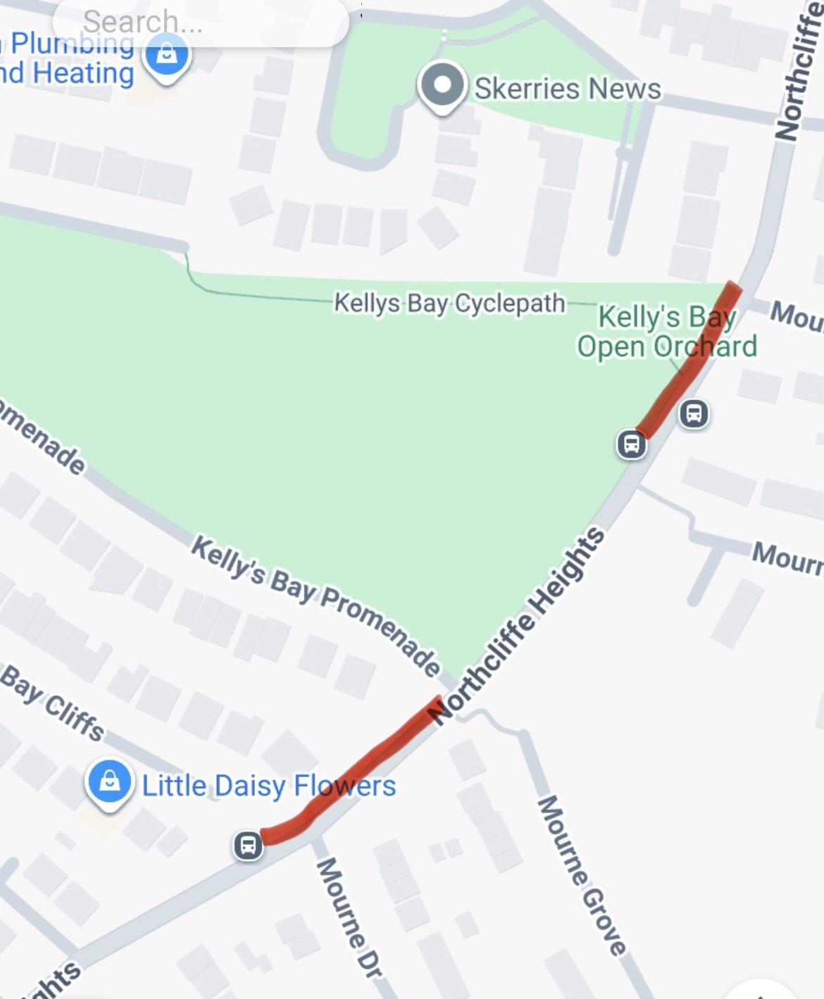 Search...
Plumbing
nd Heating
Skerries News
Northcliffe
Kellys Bay Cyclepath
Kelly's Bay
Open Orchard
Mou
omenade
Kelly's Bay Promenade
Northcliffe Heights
Mourn
Bay Cliffs
Little Daisy Flowers
Mourne Grove
Mourne Dr
ghts